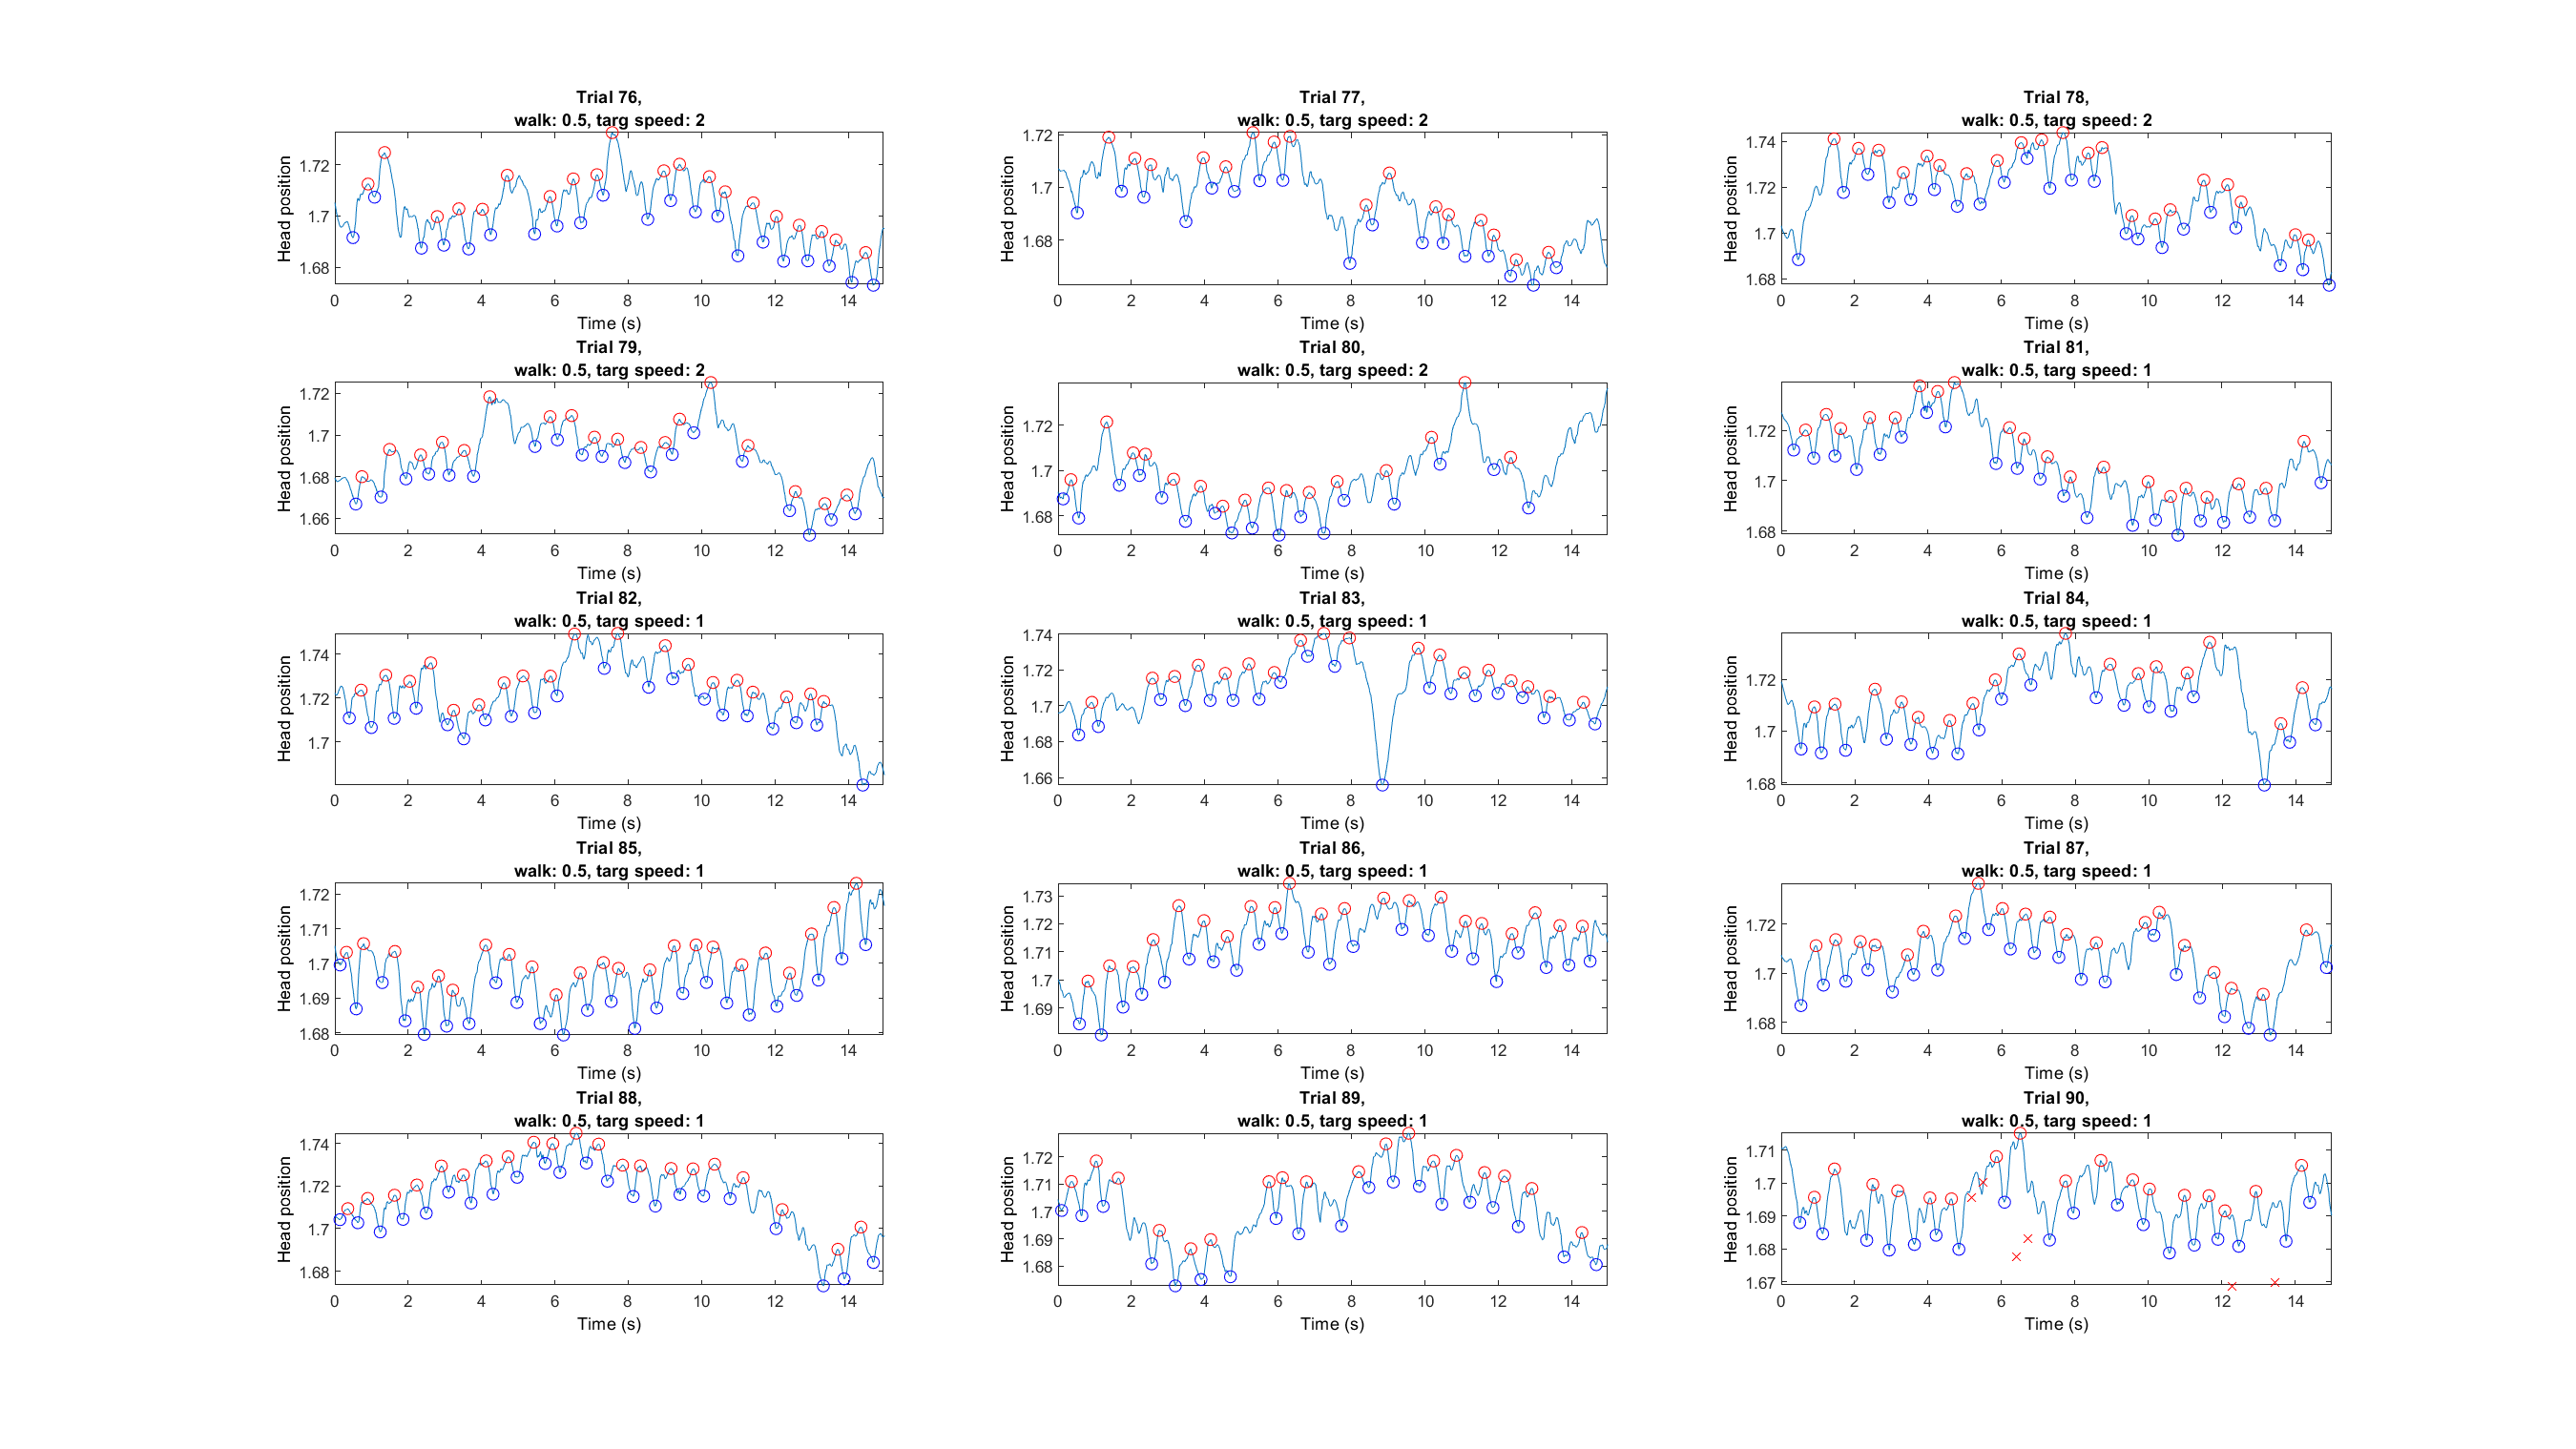 Trial 76,
walk: 0.5, targ speed: 2
Head position
1.72
1.7
1.68
0 2 4 6 8 10 12 14
Time (s)
Trial 77,
walk: 0.5, targ speed: 2
Head position
1.72
1.7
1.68
0 2 4 6 8 10 12 14
Time (s)
Trial 78,
walk: 0.5, targ speed: 2
Head position
1.74
1.72
1.7
1.68
0 2 4 6 8 10 12 14
Time (s)
Trial 79,
walk: 0.5, targ speed: 2
Head position
1.72
1.7
1.68
1.66
0 2 4 6 8 10 12 14
Time (s)
Trial 80,
walk: 0.5, targ speed: 2
Head position
1.72
1.7
1.68
0 2 4 6 8 10 12 14
Time (s)
Trial 81,
walk: 0.5, targ speed: 1
Head position
1.72
1.7
1.68
0 2 4 6 8 10 12 14
Time (s)
Trial 82,
walk: 0.5, targ speed: 1
Head position
1.74
1.72
1.7
0 2 4 6 8 10 12 14
Time (s)
Trial 83,
walk: 0.5, targ speed: 1
Head position
1.74
1.72
1.7
1.68
1.66
0 2 4 6 8 10 12 14
Time (s)
Trial 84,
walk: 0.5, targ speed: 1
Head position
1.72
1.7
1.68
0 2 4 6 8 10 12 14
Time (s)
Trial 85,
walk: 0.5, targ speed: 1
Head position
1.72
1.71
1.7
1.69
1.68
0 2 4 6 8 10 12 14
Time (s)
Trial 86,
walk: 0.5, targ speed: 1
Head position
1.73
1.72
1.71
1.7
1.69
0 2 4 6 8 10 12 14
Time (s)
Trial 87,
walk: 0.5, targ speed: 1
Head position
1.72
1.7
1.68
0 2 4 6 8 10 12 14
Time (s)
Trial 88,
walk: 0.5, targ speed: 1
Head position
1.74
1.72
1.7
1.68
0 2 4 6 8 10 12 14
Time (s)
Trial 89,
walk: 0.5, targ speed: 1
Head position
1.72
1.71
1.7
1.69
1.68
0 2 4 6 8 10 12 14
Time (s)
Trial 90,
walk: 0.5, targ speed: 1
Head position
1.71
1.7
1.69
1.68
1.67
0 2 4 6 8 10 12 14
Time (s)